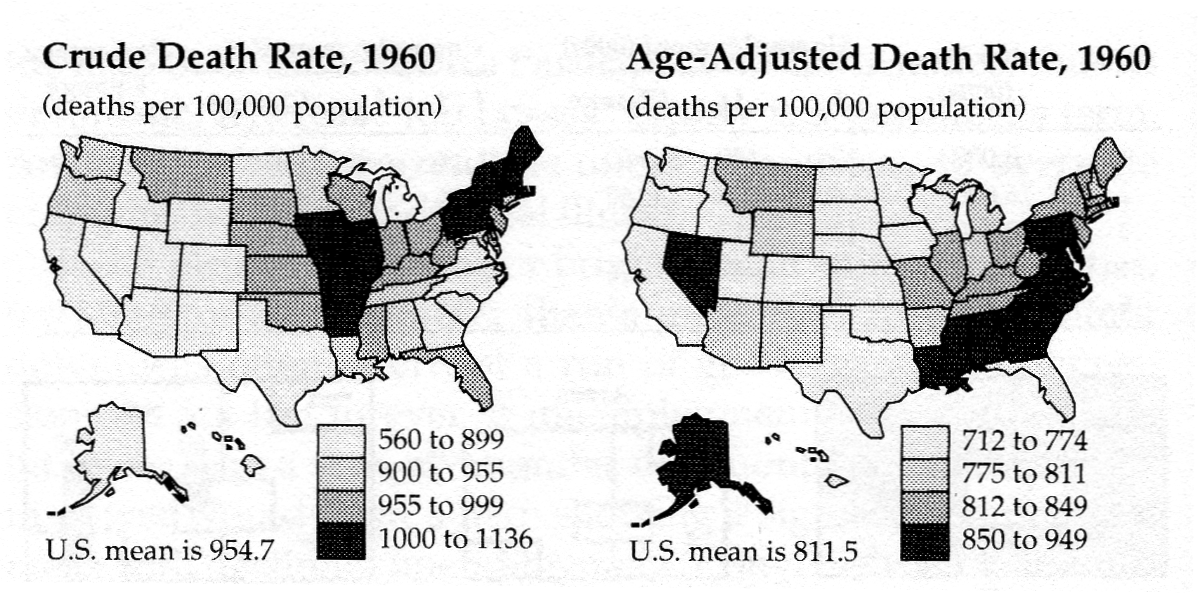 Crude Death Rate, 1960
(deaths per 100,000 population)
560 to 899
900 to 955
955 to 999
1000 to 1136
U.S. mean is 954.7
Age-Adjusted Death Rate, 1960
(deaths per 100,000 population)
712 to 774
775 to 811
812 to 849
850 to 949
U.S. mean is 811.5